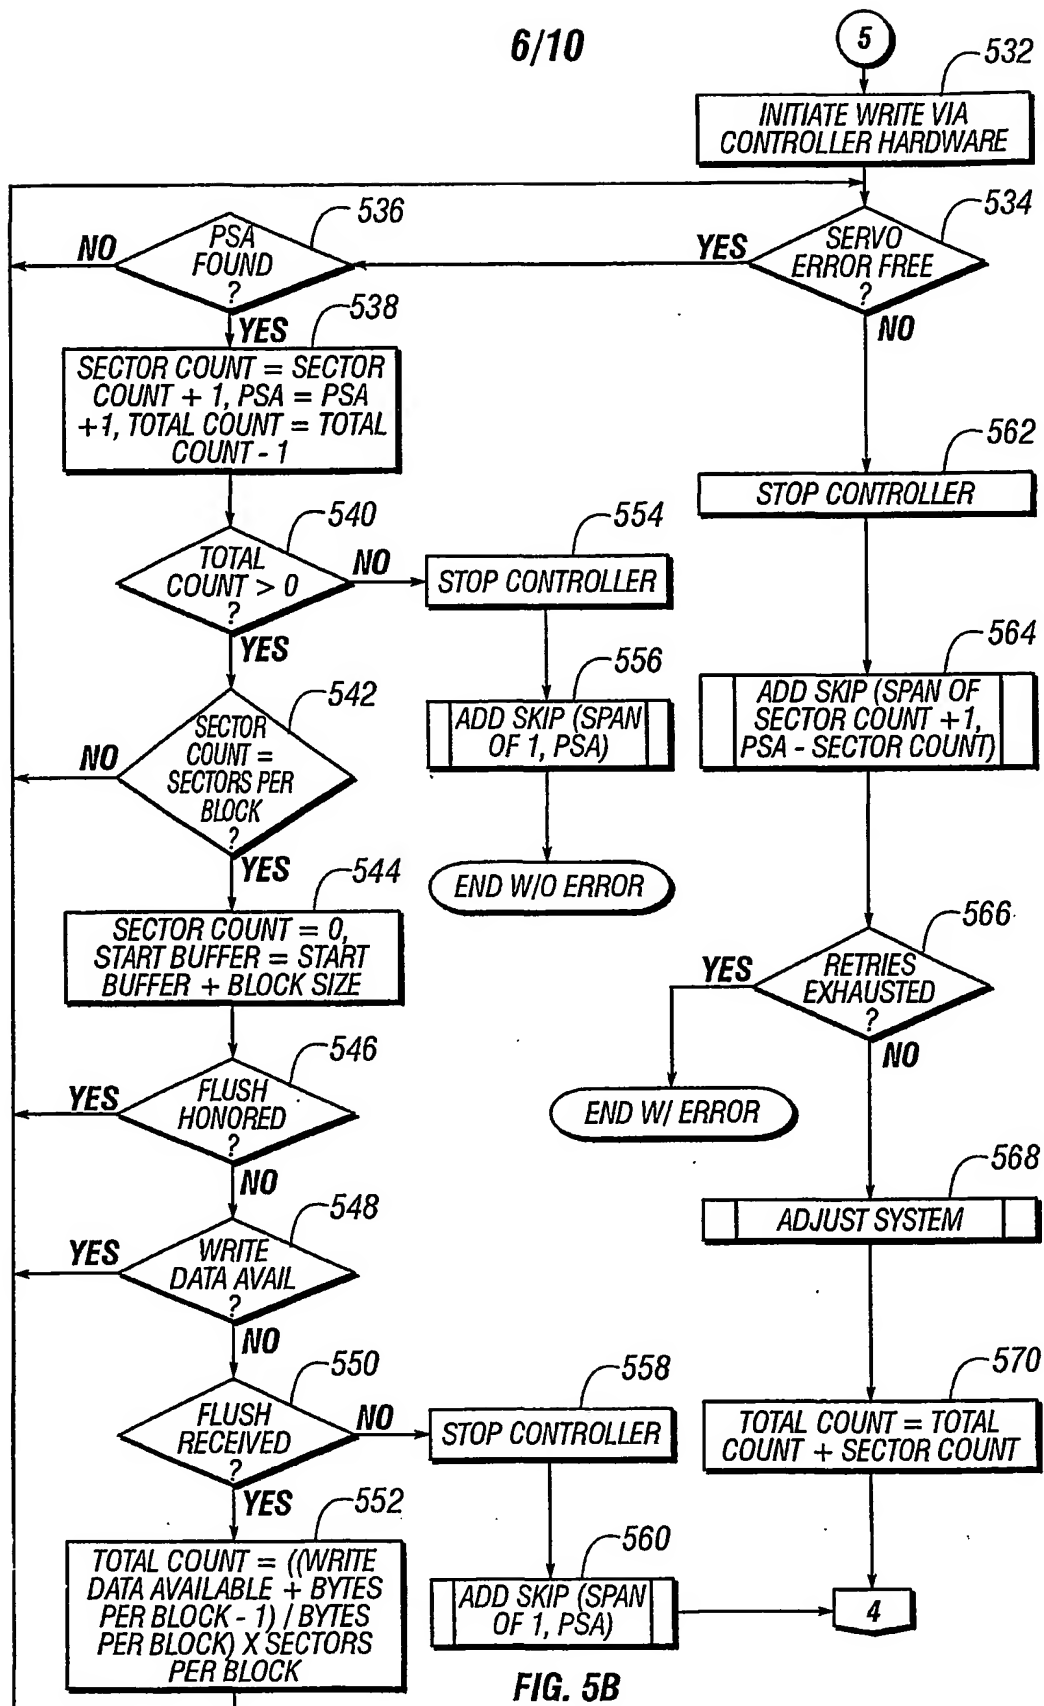 6/10
5
532
INITIATE WRITE VIA
CONTROLLER HARDWARE
534
SERVO
ERROR FREE
?
YES
NO
536
PSA
FOUND
?
NO
YES
538
SECTOR COUNT = SECTOR
COUNT + 1, PSA = PSA
+1, TOTAL COUNT = TOTAL
COUNT - 1
540
TOTAL
COUNT > 0
?
NO
YES
554
STOP CONTROLLER
556
ADD SKIP (SPAN
OF 1, PSA)
END W/O ERROR
542
SECTOR
COUNT =
SECTORS PER
BLOCK
?
NO
YES
544
SECTOR COUNT = 0,
START BUFFER = START
BUFFER + BLOCK SIZE
546
FLUSH
HONORED
?
YES
NO
548
WRITE
DATA AVAIL
?
YES
NO
550
FLUSH
RECEIVED
?
NO
YES
552
TOTAL COUNT = ((WRITE
DATA AVAILABLE + BYTES
PER BLOCK - 1) / BYTES
PER BLOCK) X SECTORS
PER BLOCK
558
STOP CONTROLLER
560
ADD SKIP (SPAN
OF 1, PSA)
562
STOP CONTROLLER
564
ADD SKIP (SPAN OF
SECTOR COUNT +1,
PSA - SECTOR COUNT)
566
RETRIES
EXHAUSTED
?
YES
NO
END W/ ERROR
568
ADJUST SYSTEM
570
TOTAL COUNT = TOTAL
COUNT + SECTOR COUNT
4
FIG. 5B